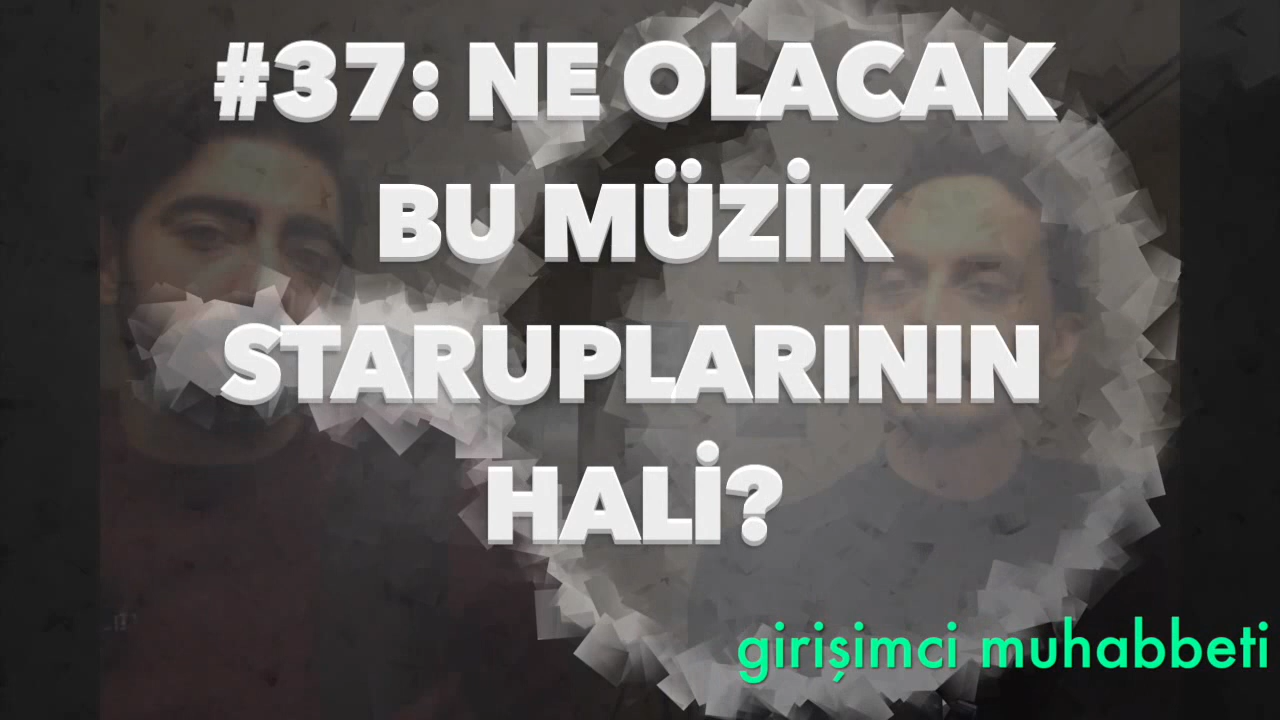 #37: NE OLACAK
BU MÜZİK
STARUPLARININ
HALİ?
girişimci muhabbeti